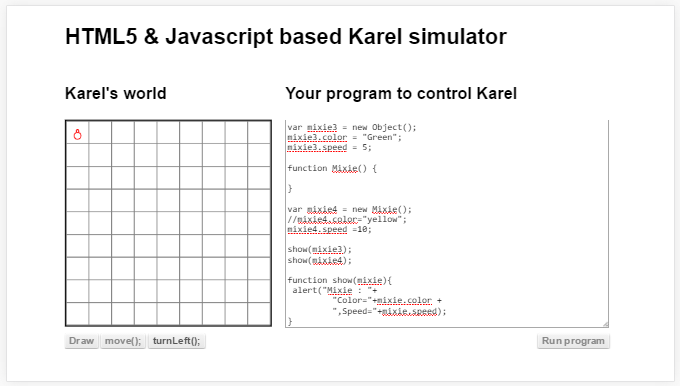 HTML5 & Javascript based Karel simulator
Karel's world
Your program to control Karel
var mixie3 = new Object();
mixie3.color = "Green";
mixie3.speed = 5;
function Mixie() {
}
var mixie4 = new Mixie();
//mixie4.color="yellow";
mixie4.speed =10;
show(mixie3);
show(mixie4);
function show(mixie){
alert("Mixie : "+
"Color="+mixie.color +
",Speed="+mixie.speed);
}
Draw move(); turnLeft();
Run program